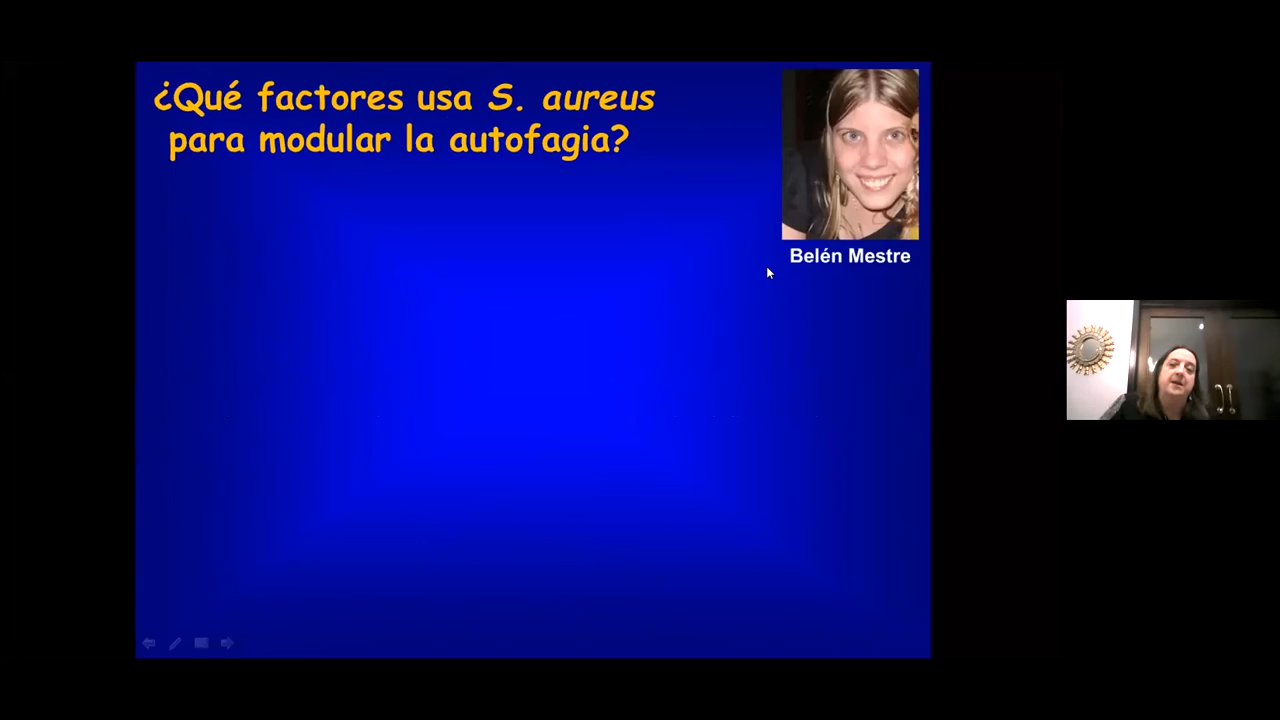 ¿Qué factores usa S. aureus
para modular la autofagia?
Belén Mestre